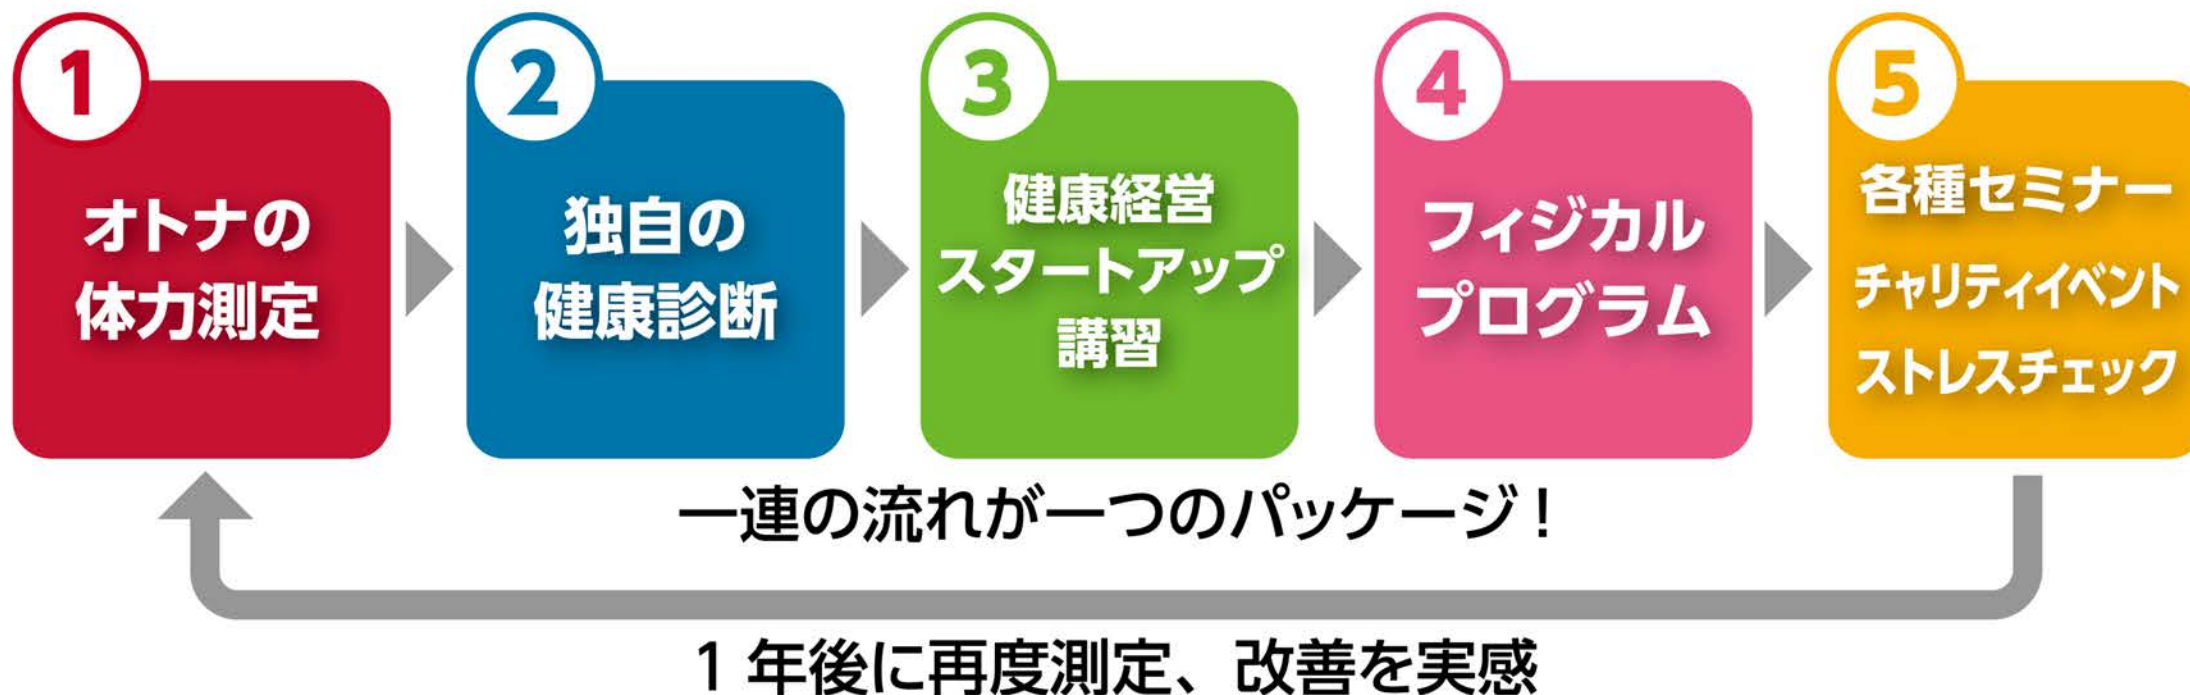 1
オトナの
体力測定
2
独自の
健康診断
3
健康経営
スタートアップ
講習
4
フィジカル
プログラム
5
各種セミナー
チャリティイベント
ストレスチェック
一連の流れが一つのパッケージ!
1 年後に再度測定、改善を実感